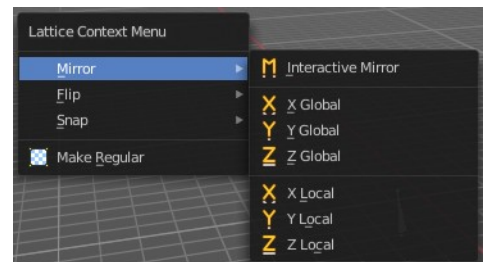 Lattice Context Menu
Mirror
Flip
Snap
Make Regular
Interactive Mirror
X Global
Y Global
Z Global
X Local
Y Local
Z Local